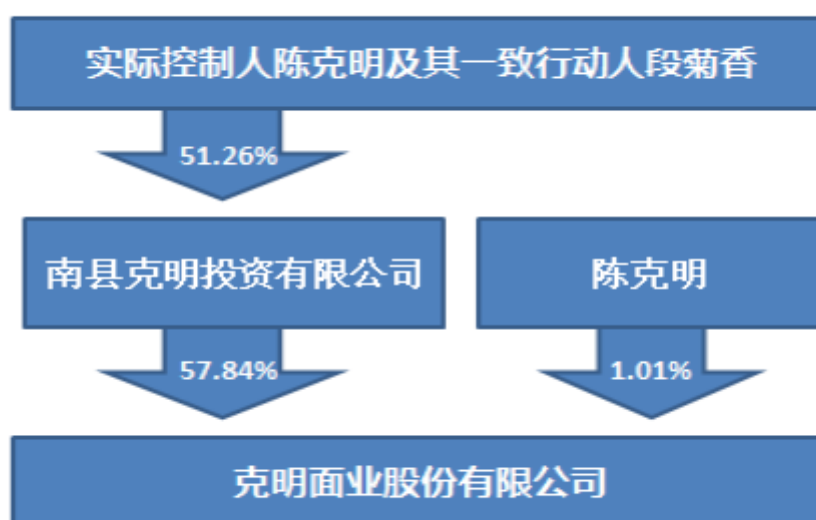 实际控制人陈克明及其一致行动人段菊香
51.26%
南县克明投资有限公司
陈克明
57.84%
1.01%
克明面业股份有限公司